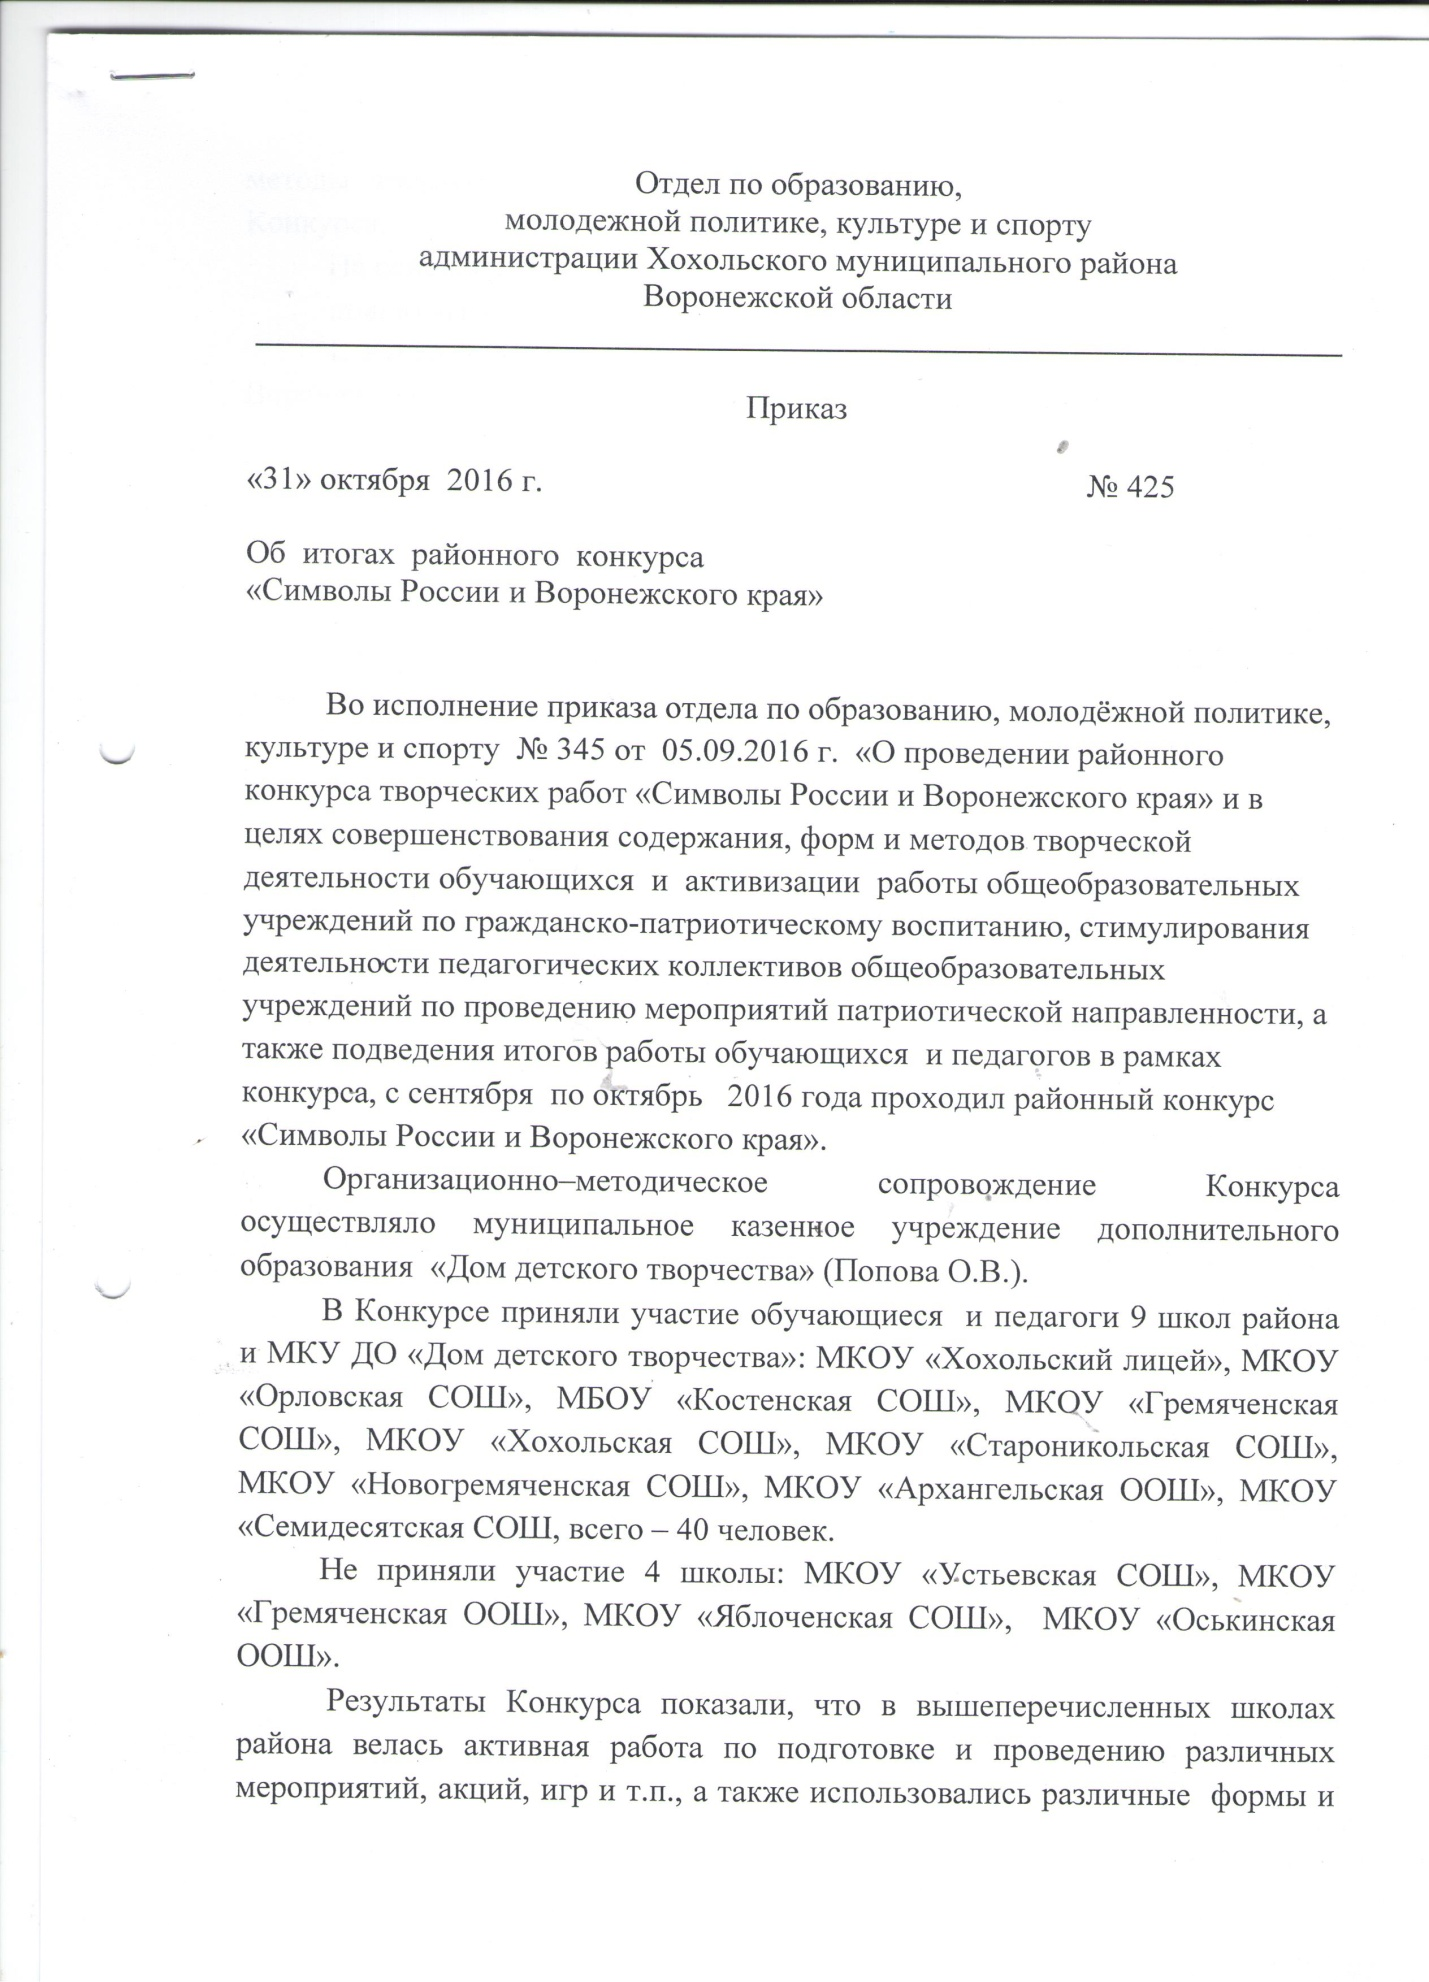 Отдел по образованию,
молодежной политике, культуре и спорту
администрации Хохольского муниципального района
Воронежской области
Приказ
«31» октября 2016 г. № 425
Об итогах районного конкурса
«Символы России и Воронежского края»
Во исполнение приказа отдела по образованию, молодёжной политике,
культуре и спорту № 345 от 05.09.2016 г. «О проведении районного
конкурса творческих работ «Символы России и Воронежского края» и в
целях совершенствования содержания, форм и методов творческой
деятельности обучающихся и активизации работы общеобразовательных
учреждений по гражданско-патриотическому воспитанию, стимулирования
деятельности педагогических коллективов общеобразовательных
учреждений по проведению мероприятий патриотической направленности, а
также подведения итогов работы обучающихся и педагогов в рамках
конкурса, с сентября по октябрь 2016 года проходил районный конкурс
«Символы России и Воронежского края».
Организационно–методическое сопровождение Конкурса
осуществляло муниципальное казенное учреждение дополнительного
образования «Дом детского творчества» (Попова О.В.).
В Конкурсе приняли участие обучающиеся и педагоги 9 школ района
и МКУ ДО «Дом детского творчества»: МКОУ «Хохольский лицей», МКОУ
«Орловская СОШ», МБОУ «Костенская СОШ», МКОУ «Гремяченская
СОШ», МКОУ «Хохольская СОШ», МКОУ «Староникольская СОШ»,
МКОУ «Новогремяченская СОШ», МКОУ «Архангельская ООШ», МКОУ
«Семидесятская СОШ, всего – 40 человек.
Не приняли участие 4 школы: МКОУ «Устьевская СОШ», МКОУ
«Гремяченская ООШ», МКОУ «Яблоченская СОШ», МКОУ «Оськинская
ООШ».
Результаты Конкурса показали, что в вышеперечисленных школах
района велась активная работа по подготовке и проведению различных
мероприятий, акций, игр и т.п., а также использовались различные формы и